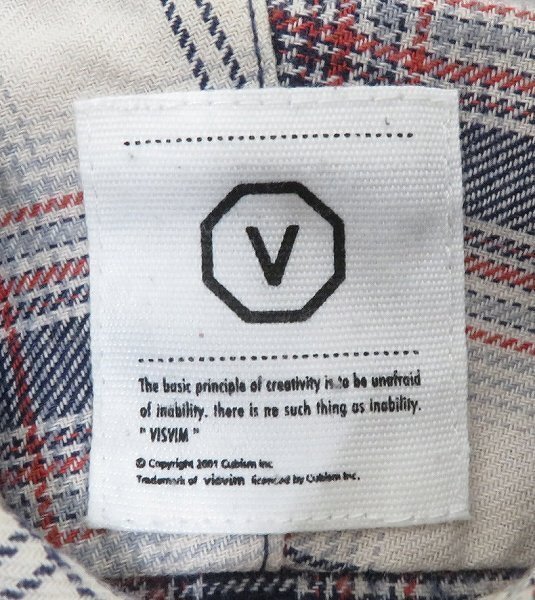 V
The basic principle of creativity is to be unafraid
of inability. there is no such thing as inability.
" VISVIM "
© Copyright 2001 Cubism Inc
Trademark of visvim licenced by Cubism Inc.